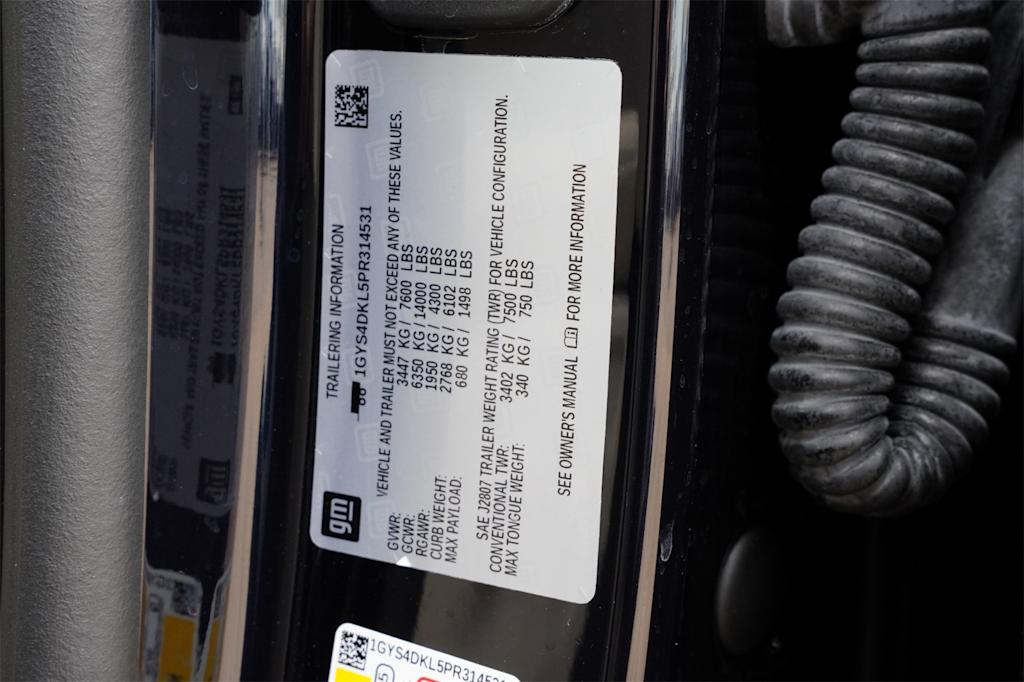 gm
TRAILERING INFORMATION
1GYS4DKL5PR314531
VEHICLE AND TRAILER MUST NOT EXCEED ANY OF THESE VALUES.
GVWR: 3447 KG / 7600 LBS
GCWR: 6350 KG / 14000 LBS
RGAWR: 1950 KG / 4300 LBS
CURB WEIGHT: 2768 KG / 6102 LBS
MAX PAYLOAD: 680 KG / 1498 LBS
SAE J2807 TRAILER WEIGHT RATING (TWR) FOR VEHICLE CONFIGURATION.
CONVENTIONAL TWR: 3402 KG / 7500 LBS
MAX TONGUE WEIGHT: 340 KG / 750 LBS
SEE OWNER'S MANUAL FOR MORE INFORMATION
1GYS4DKL5PR314531